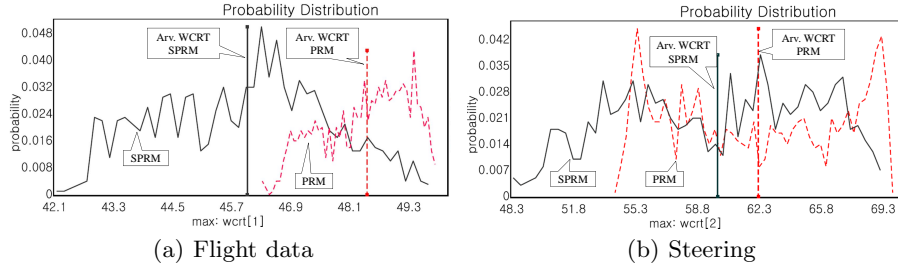 Probability Distribution
0.048
0.04
0.032
0.024
0.016
0.008
0
probability
Arv. WCRT
SPRM
Arv. WCRT
PRM
SPRM
PRM
42.1 43.3 44.5 45.7 46.9 48.1 49.3
max: wcrt[1]
(a) Flight data
Probability Distribution
0.042
0.035
0.028
0.021
0.014
0.007
0
probability
Arv. WCRT
SPRM
Arv. WCRT
PRM
SPRM
PRM
48.3 51.8 55.3 58.8 62.3 65.8 69.3
max: wcrt[2]
(b) Steering